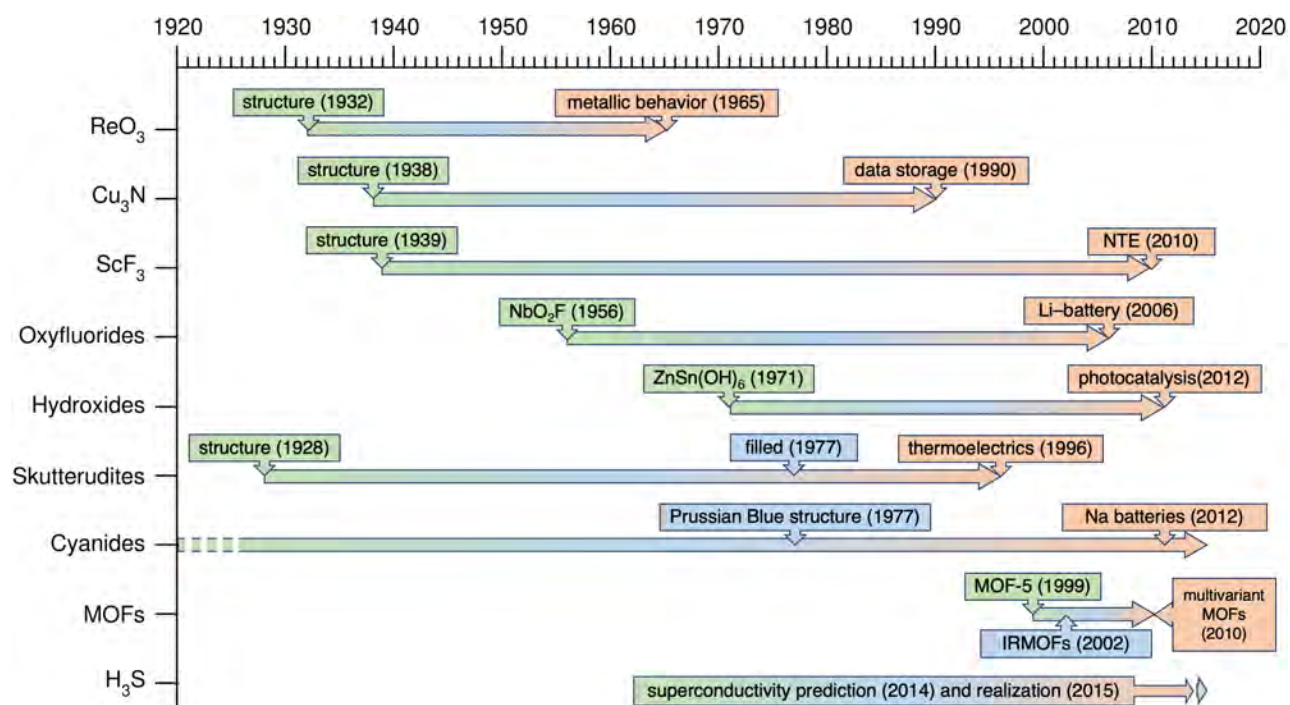 1920 1930 1940 1950 1960 1970 1980 1990 2000 2010 2020
structure (1932) metallic behavior (1965)
ReO₃
structure (1938) data storage (1990)
Cu₃N
structure (1939) NTE (2010)
ScF₃
NbO₂F (1956) Li–battery (2006)
Oxyfluorides
ZnSn(OH)₆ (1971) photocatalysis(2012)
Hydroxides
structure (1928) filled (1977) thermoelectrics (1996)
Skutterudites
Prussian Blue structure (1977) Na batteries (2012)
Cyanides
MOF-5 (1999)
multivariant
MOFs
(2010)
MOFs
IRMOFs (2002)
H₃S
superconductivity prediction (2014) and realization (2015)